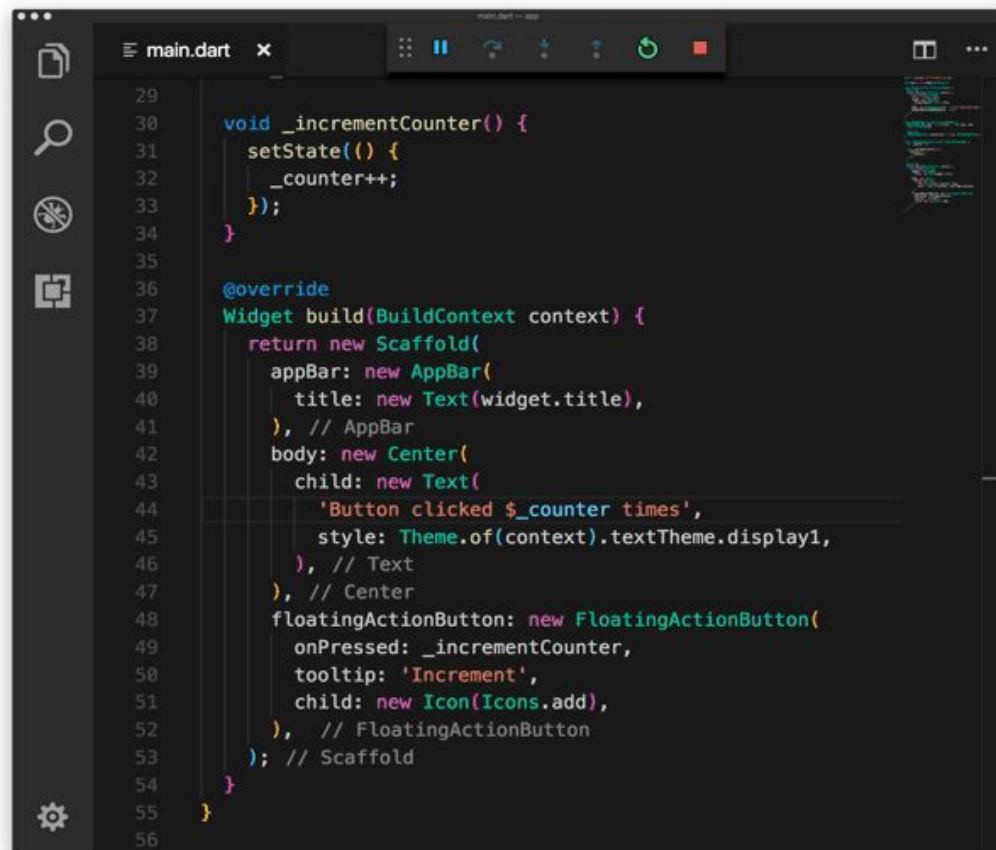 main.dart — app
main.dart
29
30 void _incrementCounter() {
31 setState(() {
32 _counter++;
33 });
34 }
35
36 @override
37 Widget build(BuildContext context) {
38 return new Scaffold(
39 appBar: new AppBar(
40 title: new Text(widget.title),
41 ), // AppBar
42 body: new Center(
43 child: new Text(
44 'Button clicked $_counter times',
45 style: Theme.of(context).textTheme.display1,
46 ), // Text
47 ), // Center
48 floatingActionButton: new FloatingActionButton(
49 onPressed: _incrementCounter,
50 tooltip: 'Increment',
51 child: new Icon(Icons.add),
52 ), // FloatingActionButton
53 ); // Scaffold
54 }
55 }
56